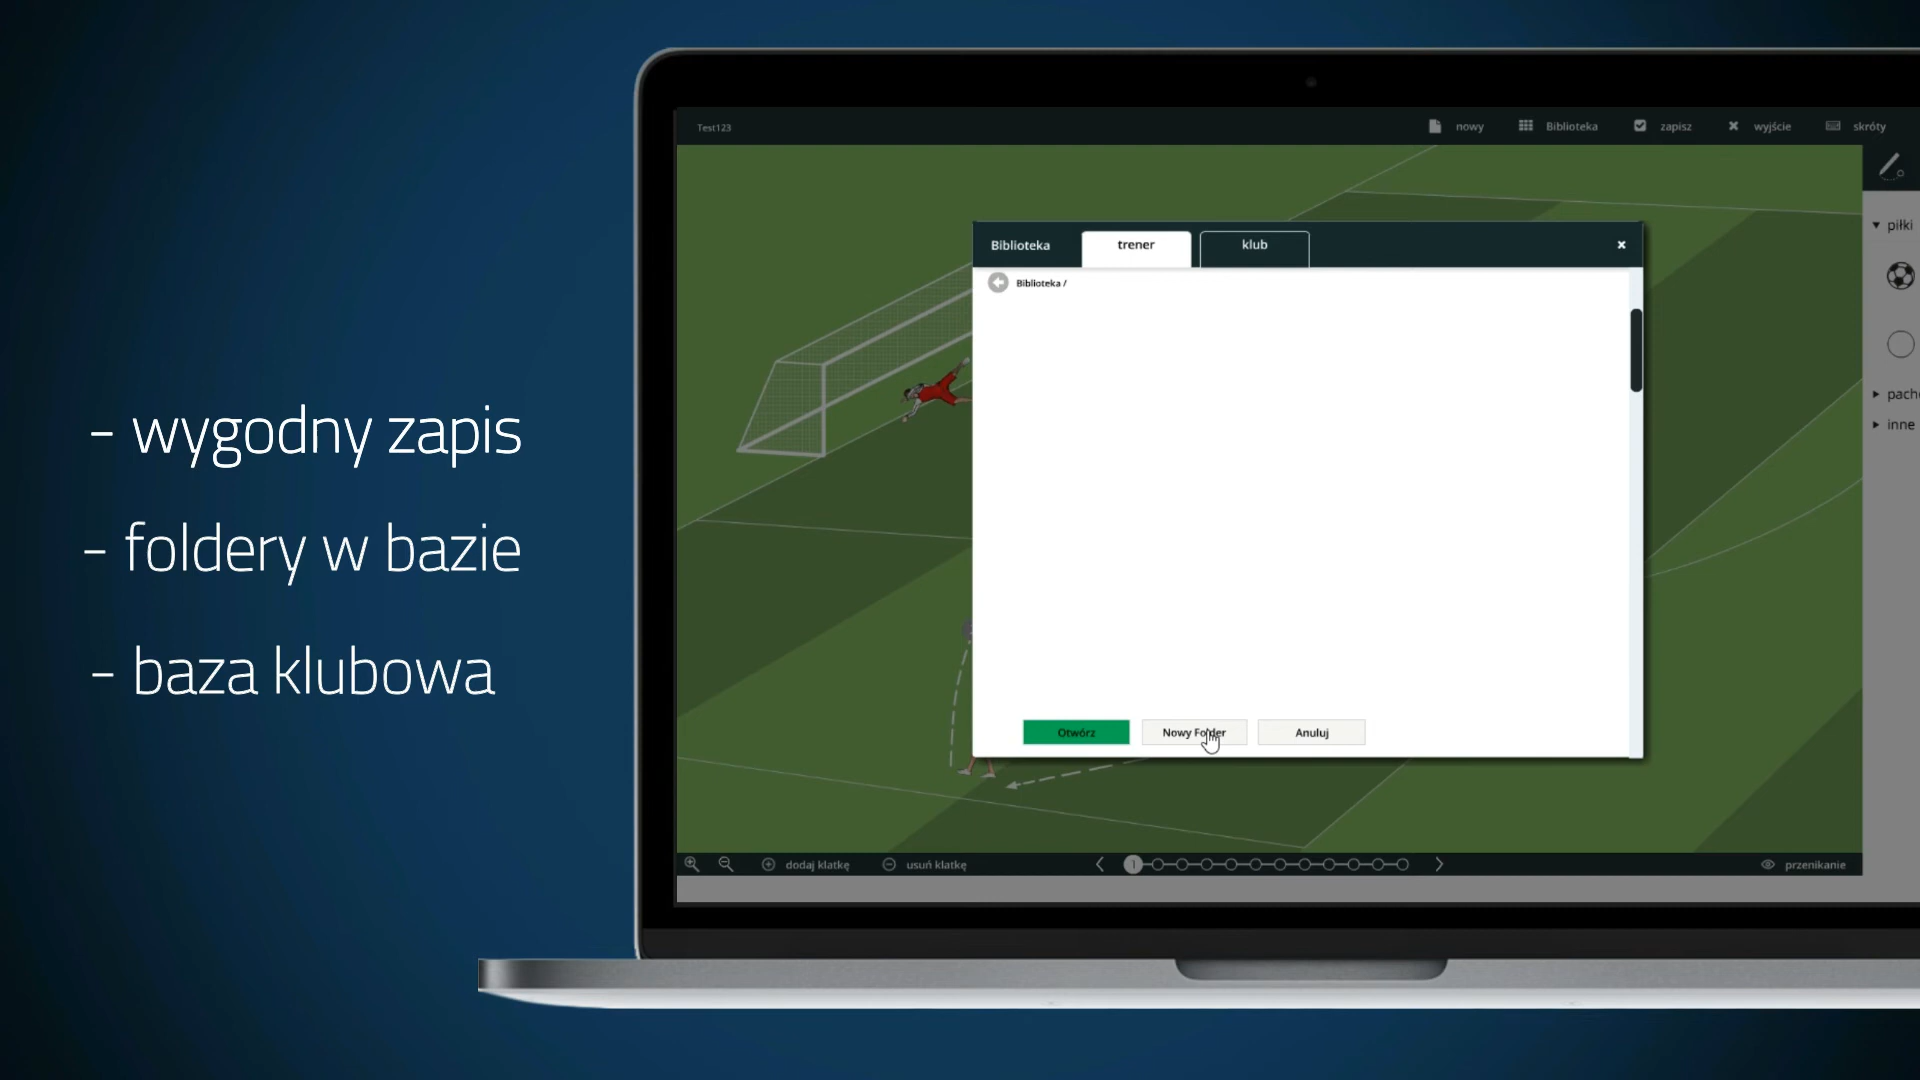 - wygodny zapis
- foldery w bazie
- baza klubowa
Test123
nowy
Biblioteka
zapisz
wyjście
skróty
Biblioteka
trener
klub
Biblioteka /
Otwórz
Nowy Folder
Anuluj
piłki
inne
dodaj klatkę
usuń klatkę
1
przenikanie